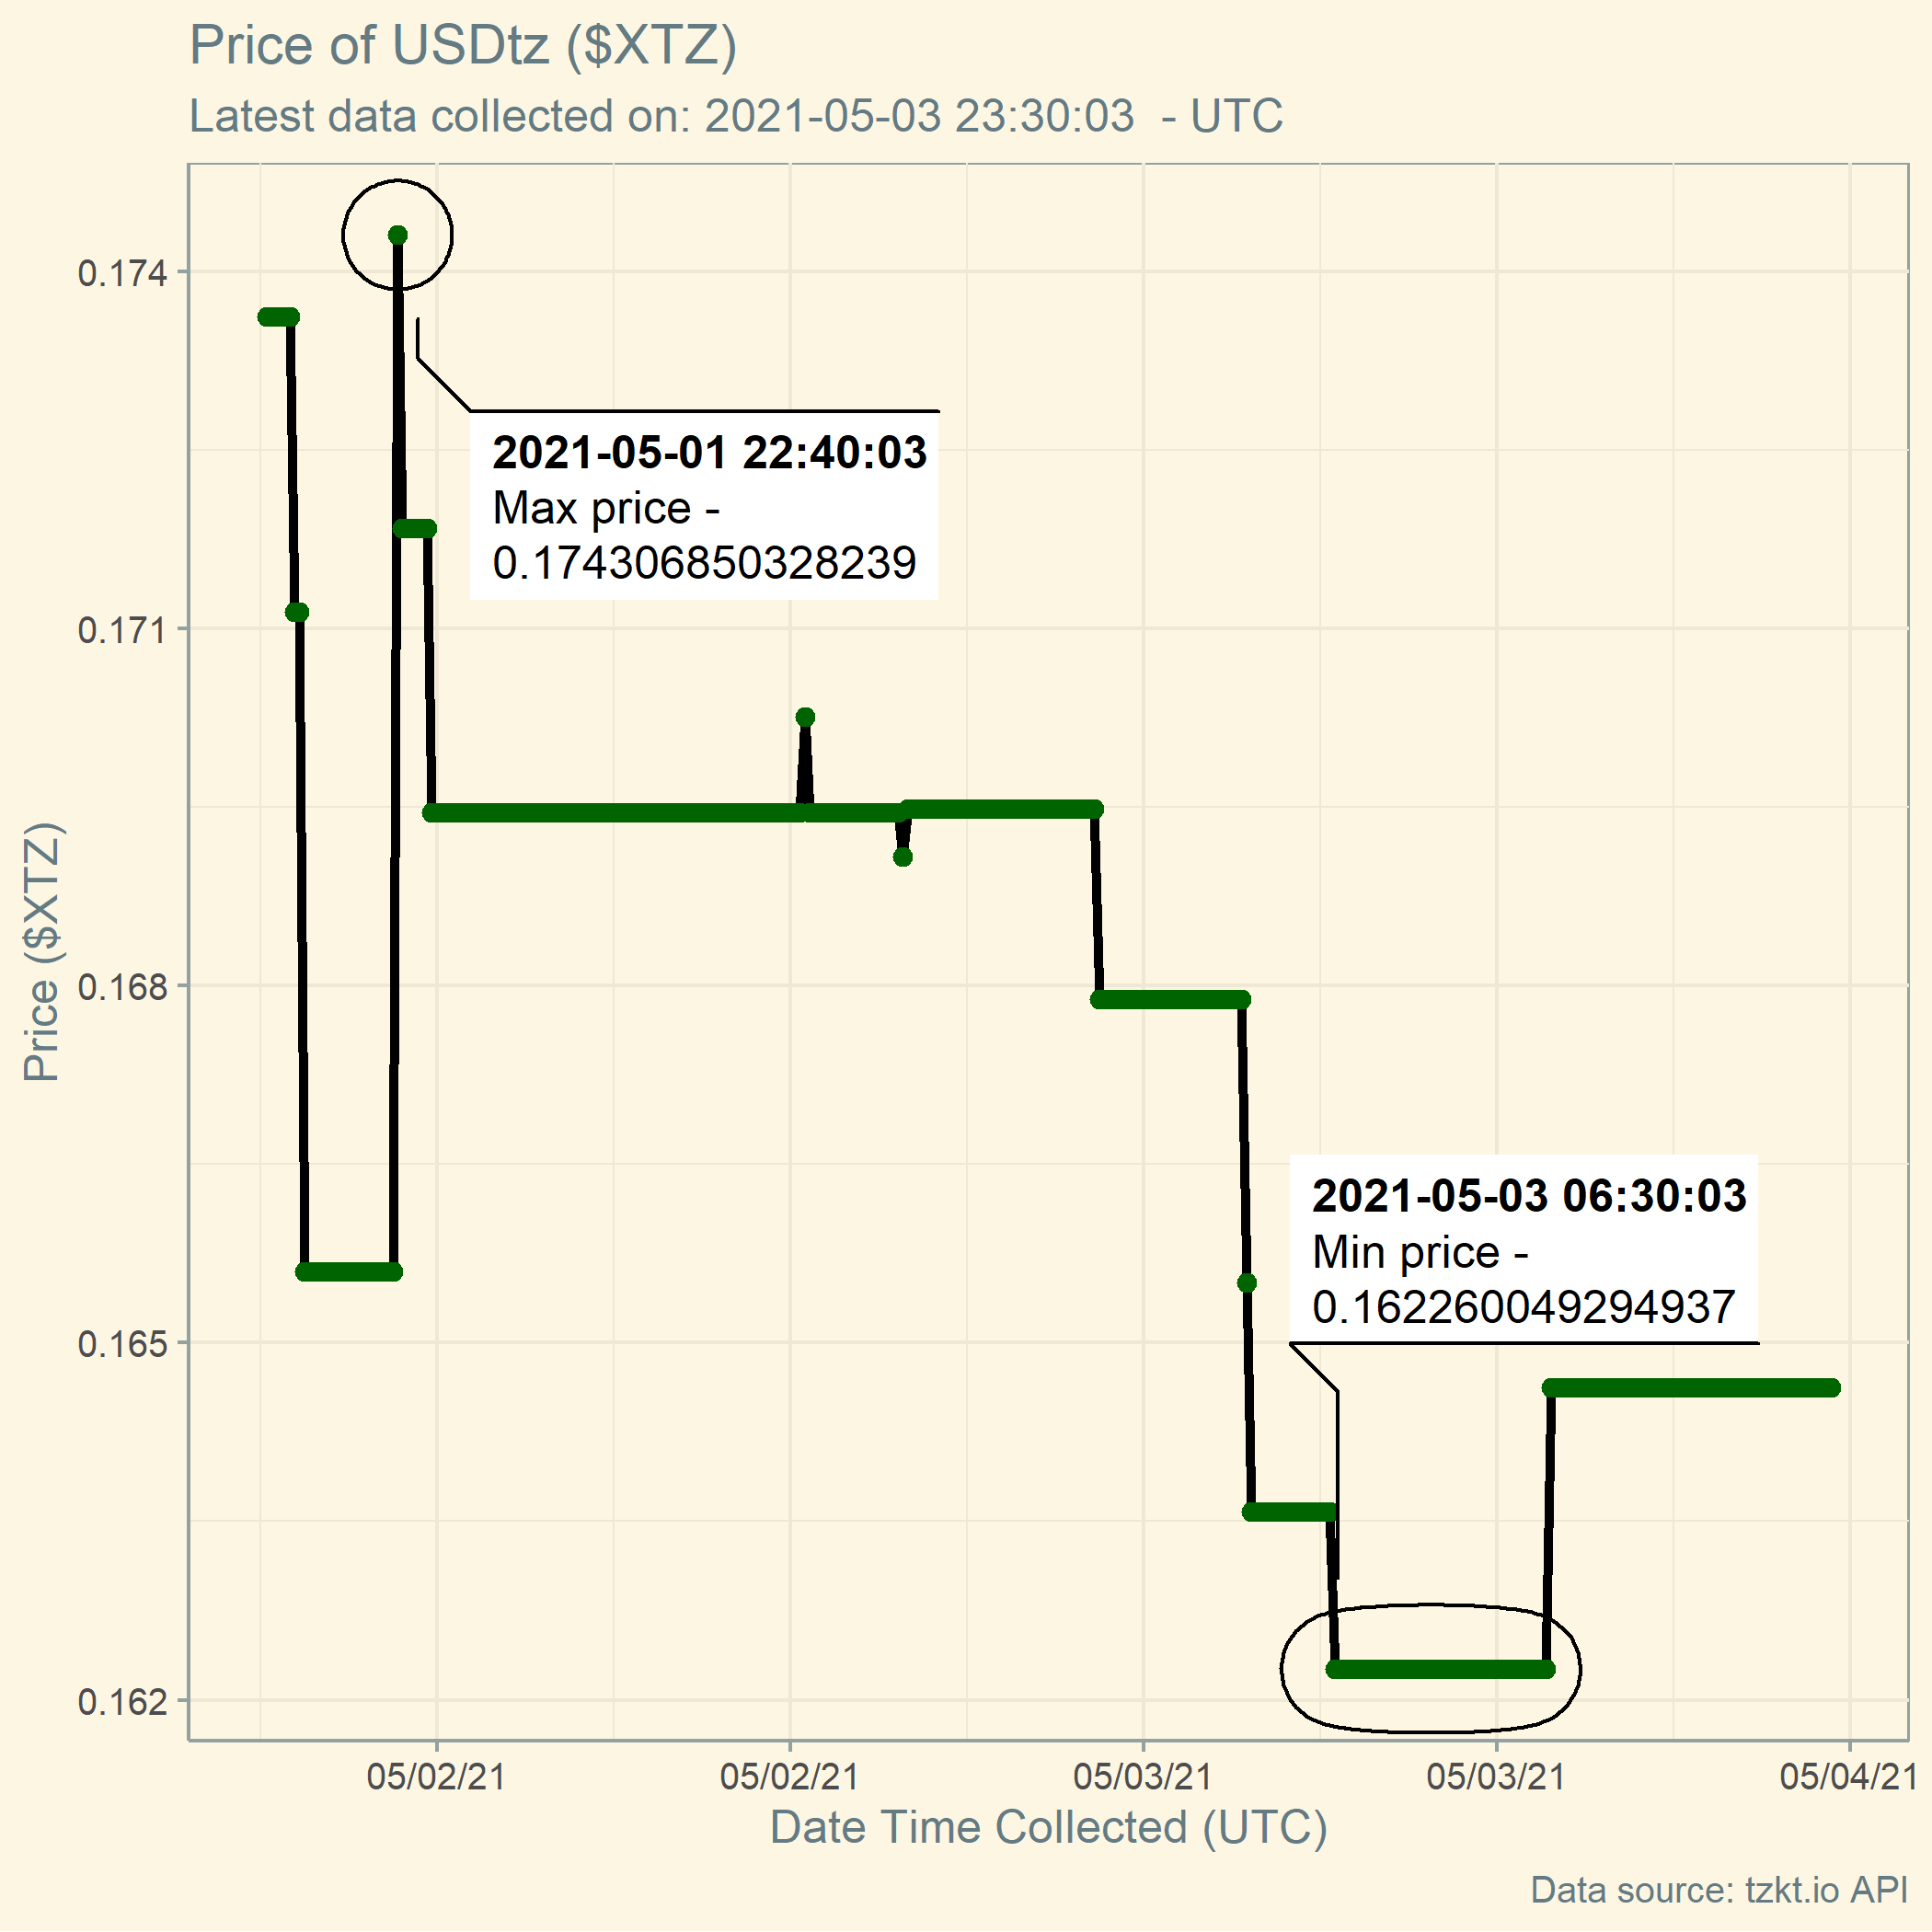 Price of USDtz ($XTZ)
Latest data collected on: 2021-05-03 23:30:03  - UTC
0.174
0.171
0.168
0.165
0.162
Price ($XTZ)
2021-05-01 22:40:03
Max price -
0.174306850328239
2021-05-03 06:30:03
Min price -
0.162260049294937
05/02/21
05/02/21
05/03/21
05/03/21
05/04/21
Date Time Collected (UTC)
Data source: tzkt.io API